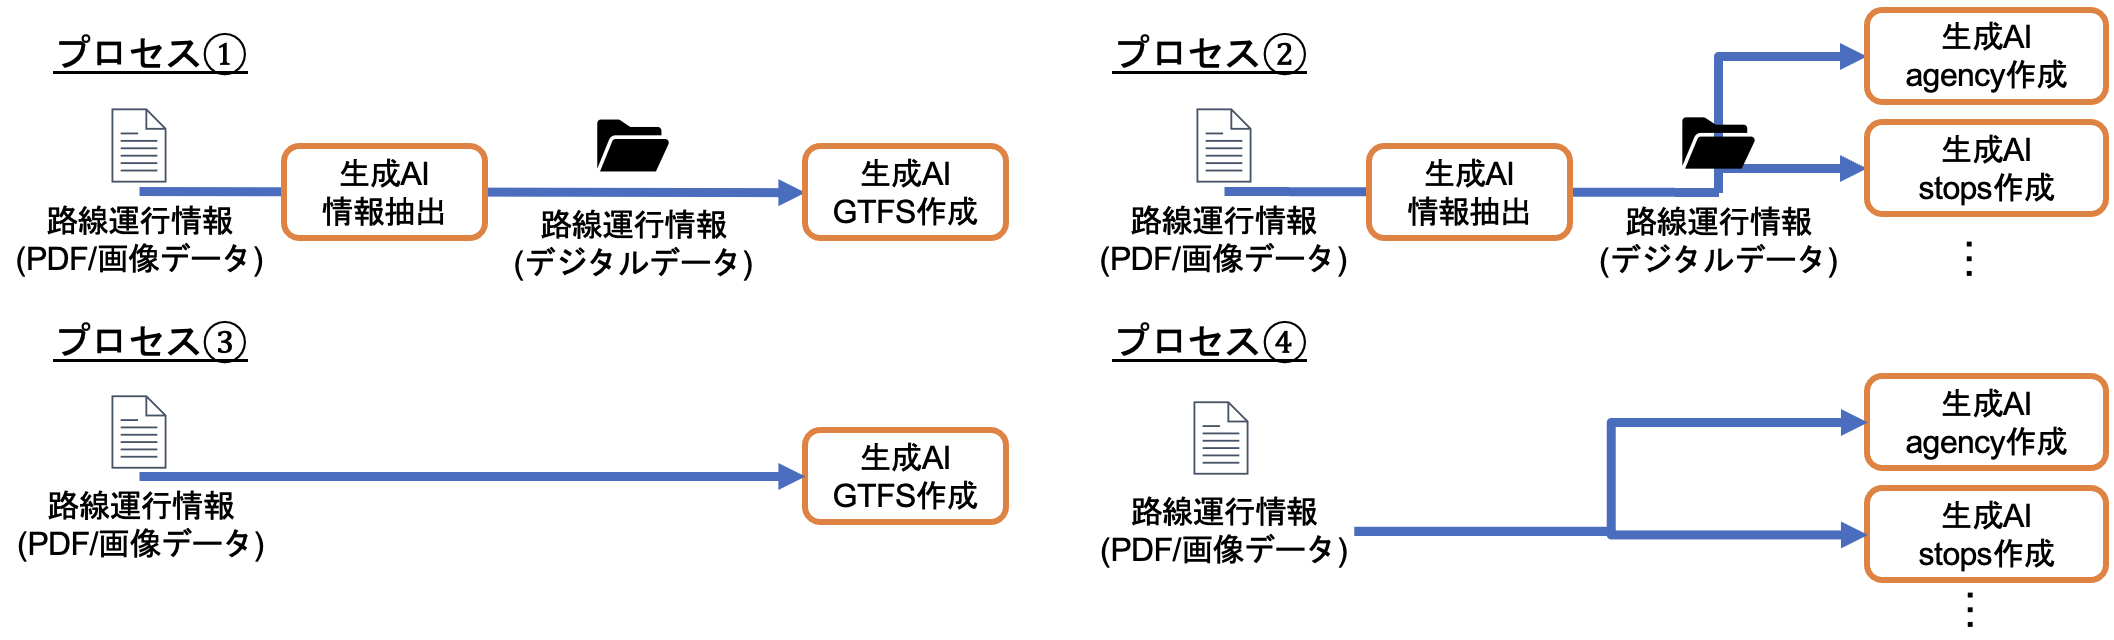 プロセス①
路線運行情報
(PDF/画像データ)
生成AI
情報抽出
路線運行情報
(デジタルデータ)
生成AI
GTFS作成
プロセス②
路線運行情報
(PDF/画像データ)
生成AI
情報抽出
路線運行情報
(デジタルデータ)
生成AI
agency作成
生成AI
stops作成
⋮
プロセス③
路線運行情報
(PDF/画像データ)
生成AI
GTFS作成
プロセス④
路線運行情報
(PDF/画像データ)
生成AI
agency作成
生成AI
stops作成
⋮